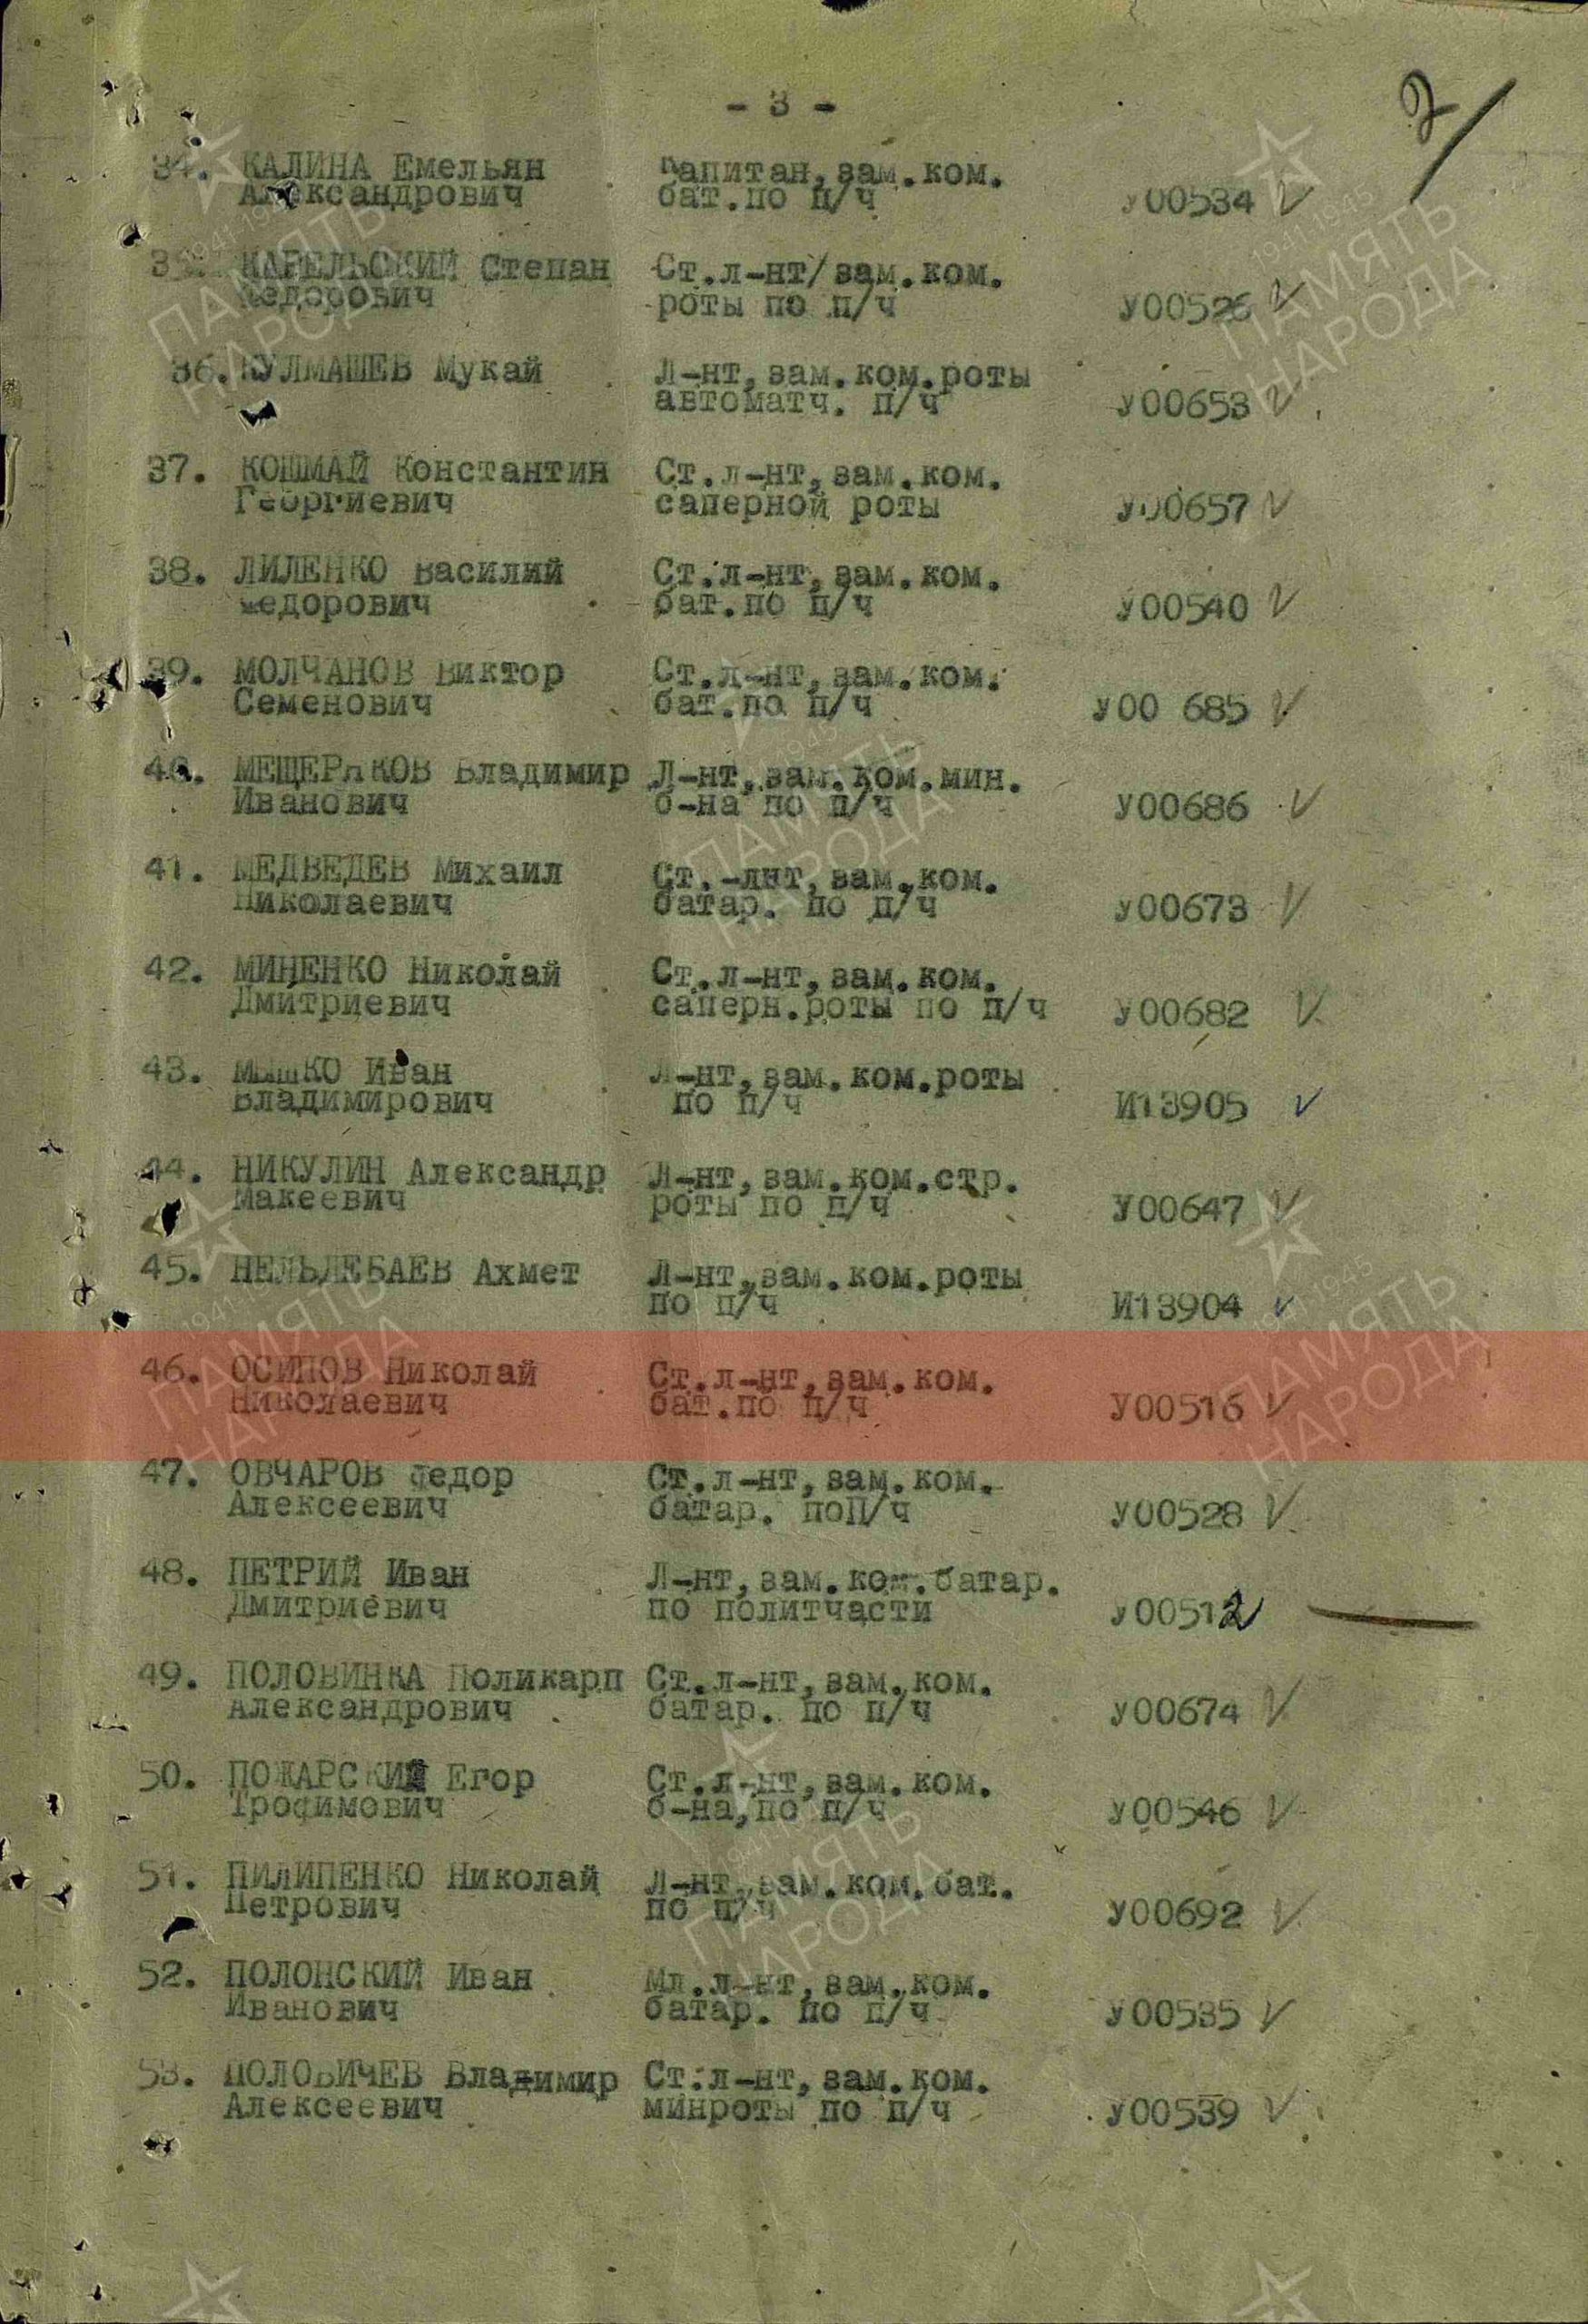 - 3 -
34. КАЛИНА Емельян Капитан, зам.ком.
Александрович бат.по п/ч У00534 V
35. КАРЕЛЬСКИЙ Степан Ст.л-нт/зам.ком.
Федорович роты по п/ч У00526 V
36. КУЛМАШЕВ Мукай Л-нт,зам.ком.роты
автоматч. п/ч У00653 V
37. КОШМАЙ Константин Ст.л-нт,зам.ком.
Георгиевич саперной роты У00657 V
38. ЛИЛЕНКО Василий Ст.л-нт,зам.ком.
Федорович бат.по п/ч У00540 V
39. МОЛЧАНОВ Виктор Ст.л-нт,зам.ком.
Семенович бат.по п/ч У00 685 V
40. МЕЩЕРЯКОВ Владимир Л-нт,зам.ком.мин.
Иванович б-на по п/ч У00686 V
41. МЕДВЕДЕВ Михаил Ст.-лнт,зам.ком.
Николаевич батар. по п/ч У00673 V
42. МИНЕНКО Николай Ст.л-нт,зам.ком.
Дмитриевич саперн.роты по п/ч У00682 V
43. МЫШКО Иван Л-нт,зам.ком.роты
Владимирович по п/ч И13905 V
44. НИКУЛИН Александр Л-нт,зам.ком.стр.
Макеевич роты по п/ч У00647 V
45. НЕЛЬДЕБАЕВ Ахмет Л-нт,зам.ком.роты
по п/ч И13904 V
46. ОСИПОВ Николай Ст.л-нт,зам.ком.
Николаевич бат.по п/ч У00516 V
47. ОВЧАРОВ Федор Ст.л-нт,зам.ком.
Алексеевич батар. поП/ч У00528 V
48. ПЕТРИЙ Иван Л-нт,зам.ком.батар.
Дмитриевич по политчасти У00512
49. ПОЛОВИНКА Поликарп Ст.л-нт,зам.ком.
Александрович батар. по п/ч У00674 V
50. ПОЖАРСКИЙ Егор Ст.л-нт,зам.ком.
Трофимович б-на,по п/ч У00546 V
51. ПИЛИПЕНКО Николай Л-нт,зам.ком.бат.
Петрович по п/ч У00692 V
52. ПОЛОНСКИЙ Иван Мл.л-нт,зам.ком.
Иванович батар. по п/ч У00535 V
53. ПОЛОВИЧЕВ Владимир Ст.л-нт,зам.ком.
Алексеевич минроты по п/ч У00539 V
ПАМЯТЬ
НАРОДА
1941-1945